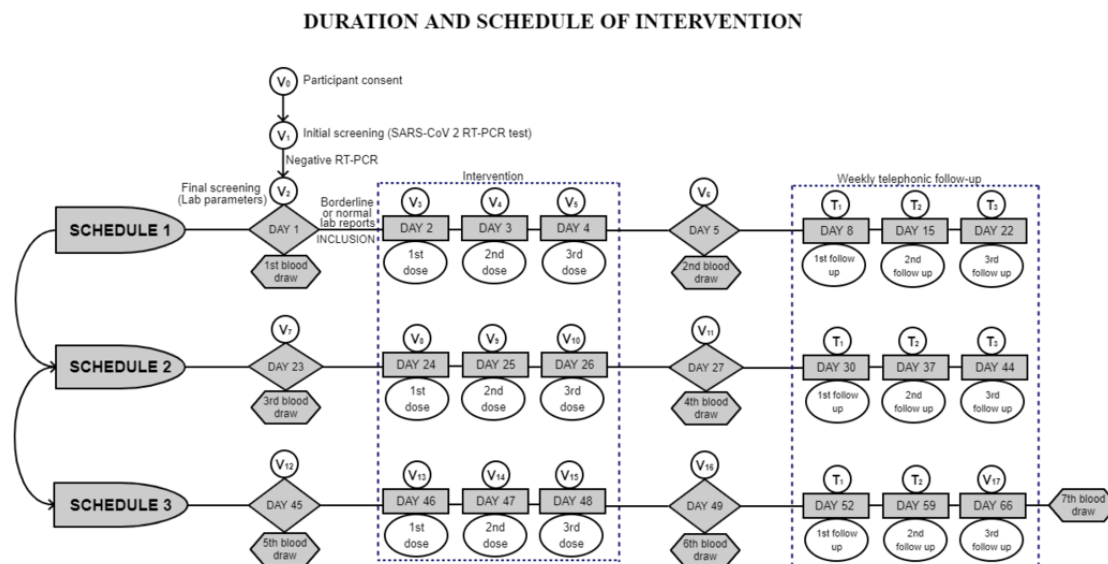 DURATION AND SCHEDULE OF INTERVENTION
V0 Participant consent
V1 Initial screening (SARS-CoV 2 RT-PCR test)
Negative RT-PCR
Final screening
(Lab parameters)
V2
Borderline
or normal
lab reports
INCLUSION
Intervention
Weekly telephonic follow-up
V3 V4 V5 V6 T1 T2 T3
SCHEDULE 1 DAY 1 DAY 2 DAY 3 DAY 4 DAY 5 DAY 8 DAY 15 DAY 22
1st blood
draw
1st
dose
2nd
dose
3rd
dose
2nd blood
draw
1st follow
up
2nd
follow up
3rd
follow up
V7 V8 V9 V10 V11 T1 T2 T3
SCHEDULE 2 DAY 23 DAY 24 DAY 25 DAY 26 DAY 27 DAY 30 DAY 37 DAY 44
3rd blood
draw
1st
dose
2nd
dose
3rd
dose
4th blood
draw
1st follow
up
2nd
follow up
3rd
follow up
V12 V13 V14 V15 V16 T1 T2 V17
SCHEDULE 3 DAY 45 DAY 46 DAY 47 DAY 48 DAY 49 DAY 52 DAY 59 DAY 66
7th blood
draw
5th blood
draw
1st
dose
2nd
dose
3rd
dose
6th blood
draw
1st follow
up
2nd
follow up
3rd
follow up